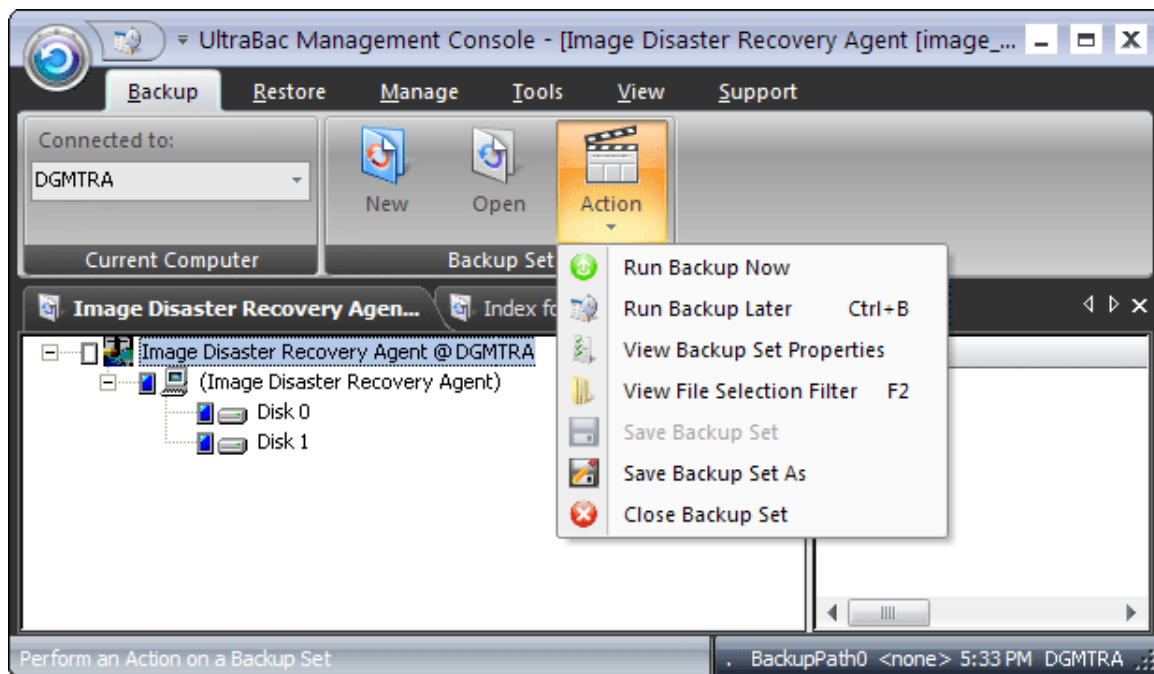 UltraBac Management Console - [Image Disaster Recovery Agent [image_...
Backup Restore Manage Tools View Support
Connected to:
DGMTRA
New Open Action
Current Computer
Backup Set
Run Backup Now
Run Backup Later Ctrl+B
View Backup Set Properties
View File Selection Filter F2
Save Backup Set
Save Backup Set As
Close Backup Set
Image Disaster Recovery Agen...
Index fo
Image Disaster Recovery Agent @ DGMTRA
(Image Disaster Recovery Agent)
Disk 0
Disk 1
Perform an Action on a Backup Set
. BackupPath0 <none> 5:33 PM DGMTRA